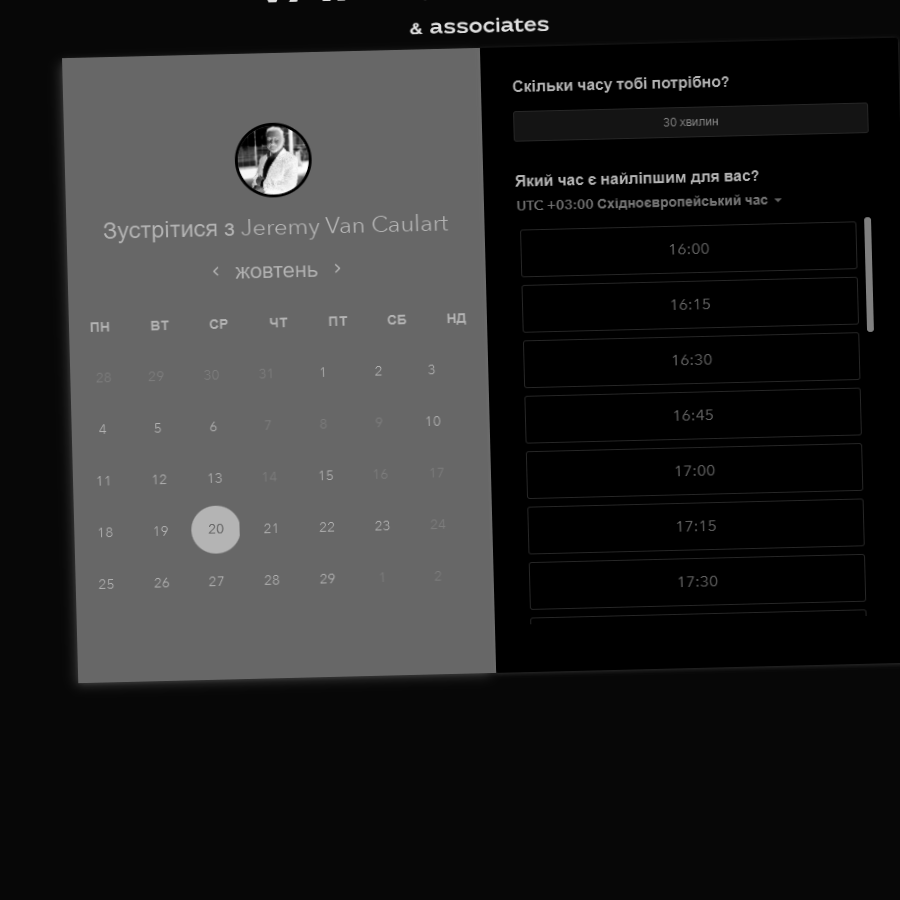 & associates
Зустрітися з Jeremy Van Caulart
жовтень
ПН ВТ СР ЧТ ПТ СБ НД
28 29 30 31 1 2 3
4 5 6 7 8 9 10
11 12 13 14 15 16 17
18 19 20 21 22 23 24
25 26 27 28 29 1 2
Скільки часу тобі потрібно?
30 хвилин
Який час є найліпшим для вас?
UTC +03:00 Східноєвропейський час
16:00
16:15
16:30
16:45
17:00
17:15
17:30